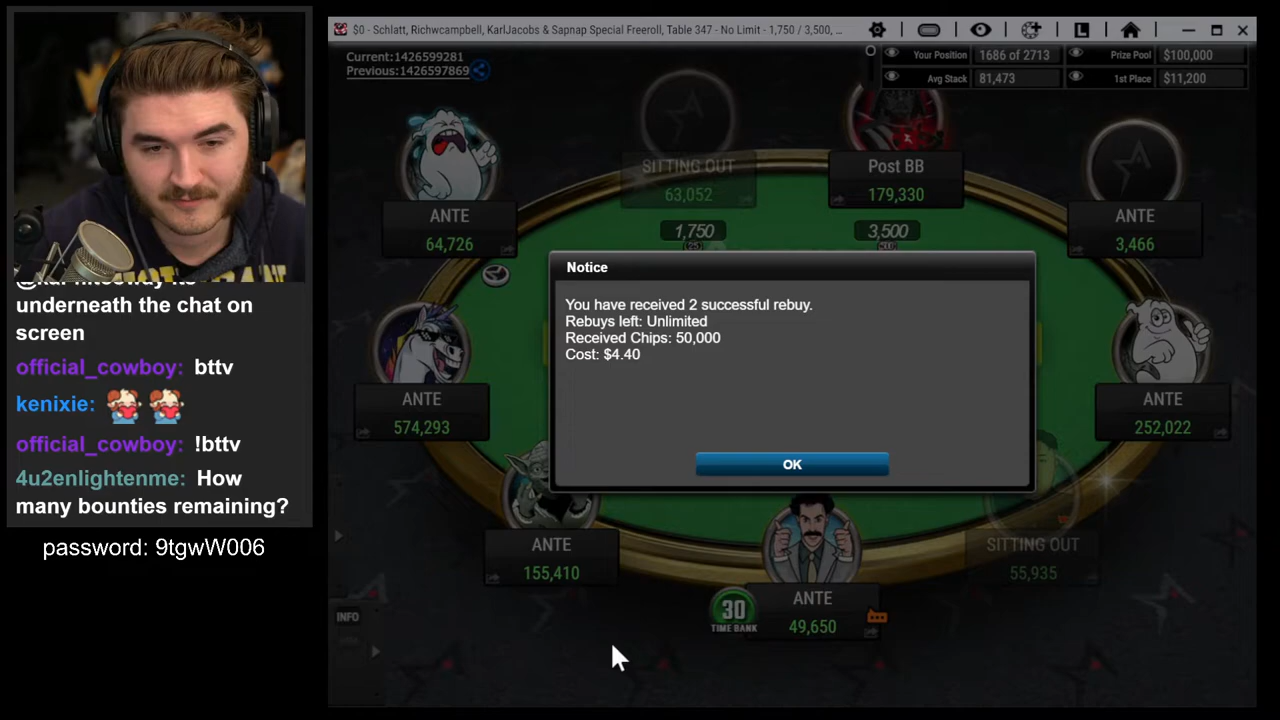 $0 - Schlatt, Richwcampbell, KarlJacobs & Sapnap Special Freeroll, Table 347 - No Limit - 1,750 / 3,500, ...
L
Current:1426599281
Previous:1426597869
Your Position 1686 of 2713
Prize Pool $100,000
Avg Stack 81,473
1st Place $11,200
ANTE
64,726
SITTING OUT
63,052
Post BB
179,330
ANTE
3,466
1,750
3,500
underneath the chat on
screen
official_cowboy: bttv
kenixie:
official_cowboy: !bttv
4u2enlightenme: How
many bounties remaining?
password: 9tgwW006
Notice
You have received 2 successful rebuy.
Rebuys left: Unlimited
Received Chips: 50,000
Cost: $4.40
OK
ANTE
574,293
ANTE
252,022
ANTE
155,410
SITTING OUT
55,935
30
TIME BANK
ANTE
49,650
INFO